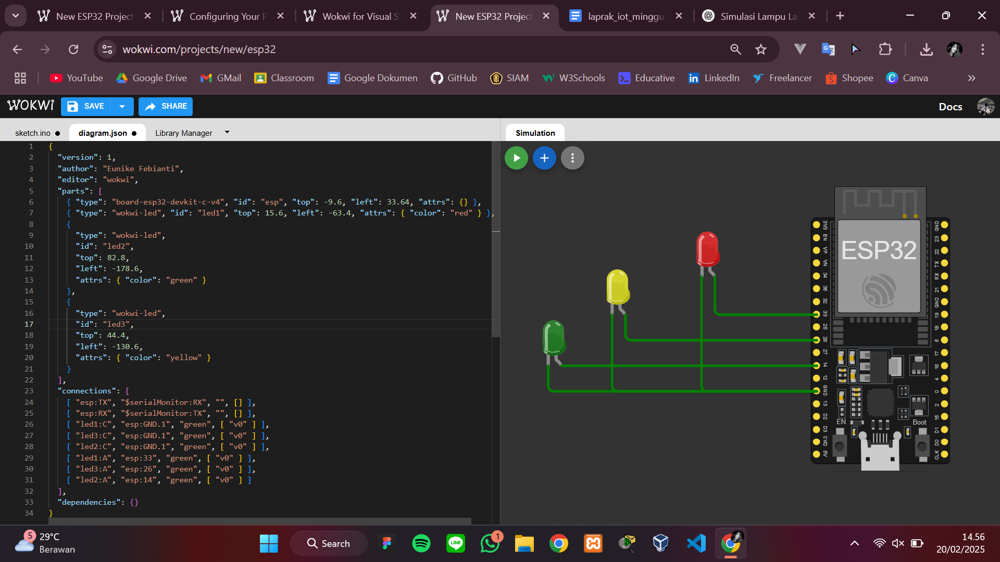 New ESP32 Project
Configuring Your P
Wokwi for Visual S
New ESP32 Project
laprak_iot_minggu
Simulasi Lampu La
wokwi.com/projects/new/esp32
YouTube
Google Drive
GMail
Classroom
Google Dokumen
GitHub
SIAM
W3Schools
Educative
LinkedIn
Freelancer
Shopee
Canva
WOKWi
SAVE
SHARE
Docs
sketch.ino
diagram.json
Library Manager
Simulation
1 {
2 "version": 1,
3 "author": "Eunike Febianti",
4 "editor": "wokwi",
5 "parts": [
6 { "type": "board-esp32-devkit-c-v4", "id": "esp", "top": -9.6, "left": 33.64, "attrs": {} },
7 { "type": "wokwi-led", "id": "led1", "top": 15.6, "left": -63.4, "attrs": { "color": "red" } },
8 {
9 "type": "wokwi-led",
10 "id": "led2",
11 "top": 82.8,
12 "left": -178.6,
13 "attrs": { "color": "green" }
14 },
15 {
16 "type": "wokwi-led",
17 "id": "led3",
18 "top": 44.4,
19 "left": -130.6,
20 "attrs": { "color": "yellow" }
21 }
22 ],
23 "connections": [
24 [ "esp:TX", "$serialMonitor:RX", "", [] ],
25 [ "esp:RX", "$serialMonitor:TX", "", [] ],
26 [ "led1:C", "esp:GND.1", "green", [ "v0" ] ],
27 [ "led3:C", "esp:GND.1", "green", [ "v0" ] ],
28 [ "led2:C", "esp:GND.1", "green", [ "v0" ] ],
29 [ "led1:A", "esp:33", "green", [ "v0" ] ],
30 [ "led3:A", "esp:26", "green", [ "v0" ] ],
31 [ "led2:A", "esp:14", "green", [ "v0" ] ]
32 ],
33 "dependencies": {}
34 }
ESP32
3V3
EN
VP
VN
34
35
32
33
25
26
27
14
12
GND
13
D2
D3
CMD
5V
GND
23
22
TX
RX
21
GND
19
18
5
17
16
4
0
2
15
D1
D0
CLK
EN
Boot
5
29°C
Berawan
Search
LINE
1
14.56
20/02/2025